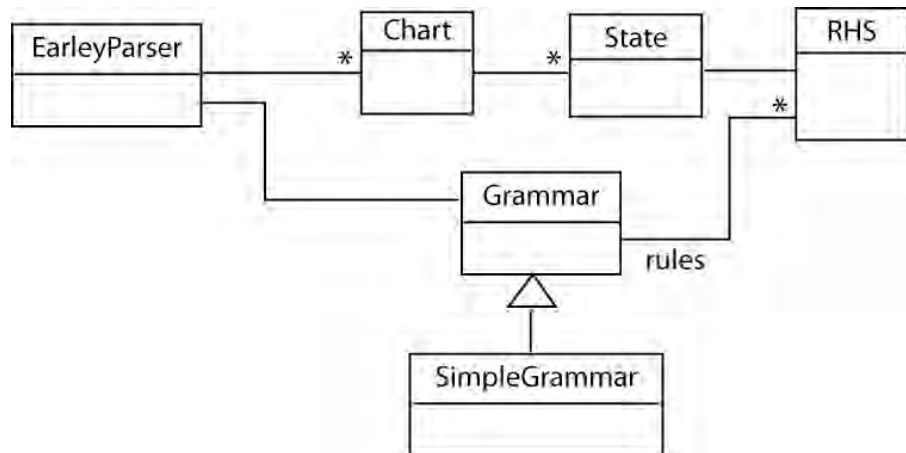 EarleyParser
Chart
State
RHS
*
*
*
Grammar
rules
SimpleGrammar